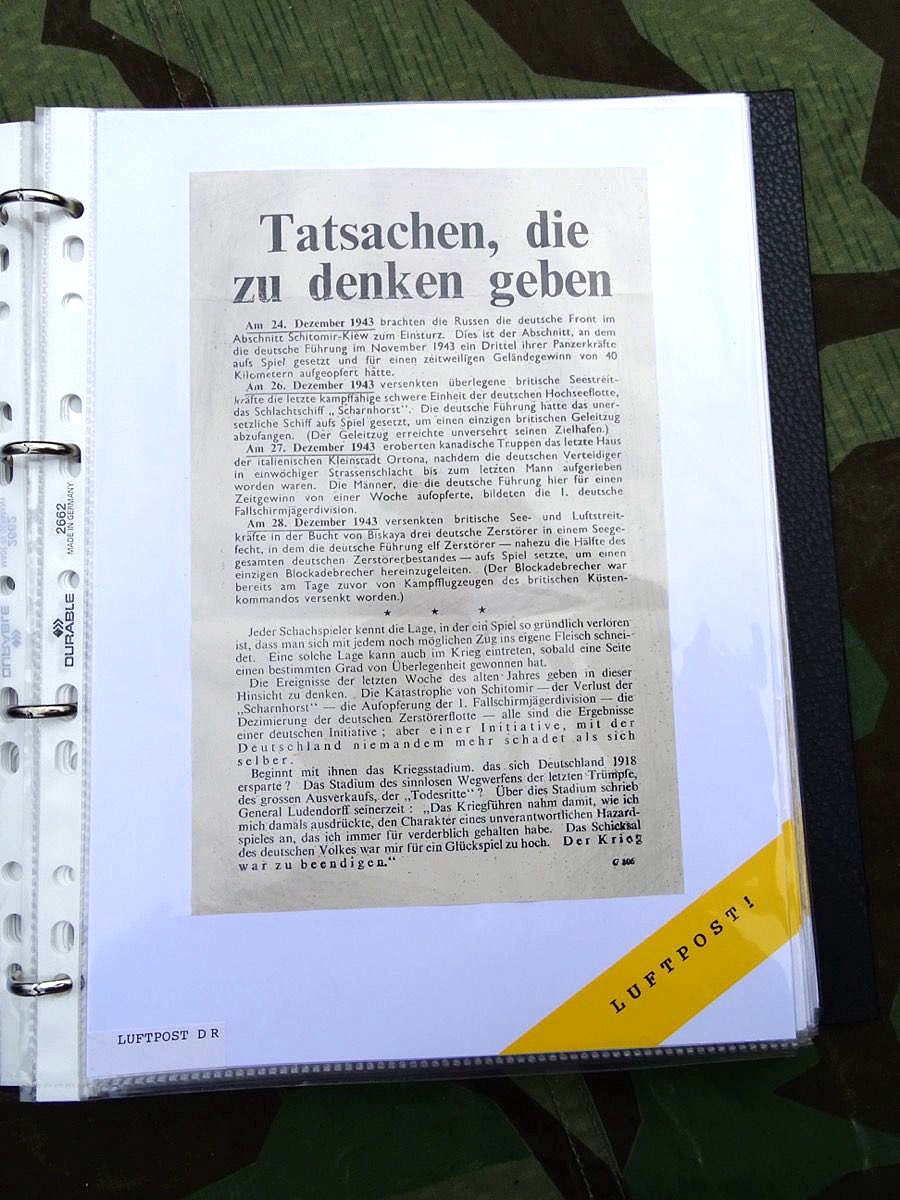 Tatsachen, die
zu denken geben
Am 24. Dezember 1943 brachten die Russen die deutsche Front im
Abschnitt Schitomir-Kiew zum Einsturz. Dies ist der Abschnitt, an dem
die deutsche Führung im November 1943 ein Drittel ihrer Panzerkräfte
aufs Spiel gesetzt und für einen zeitweiligen Geländegewinn von 40
Kilometern aufgeopfert hatte.
Am 26. Dezember 1943 versenkten überlegene britische Seestreit-
kräfte die letzte kampffähige schwere Einheit der deutschen Hochseeflotte,
das Schlachtschiff „Scharnhorst". Die deutsche Führung hatte das uner-
setzliche Schiff aufs Spiel gesetzt, um einen einzigen britischen Geleitzug
abzufangen. (Der Geleitzug erreichte unversehrt seinen Zielhafen.)
Am 27. Dezember 1943 eroberten kanadische Truppen das letzte Haus
der italienischen Kleinstadt Ortona, nachdem die deutschen Verteidiger
in einwöchiger Strassenschlacht bis zum letzten Mann aufgerieben
worden waren. Die Männer, die die deutsche Führung hier für einen
Zeitgewinn von einer Woche aufopferte, bildeten die 1. deutsche
Fallschirmjägerdivision.
Am 28. Dezember 1943 versenkten britische See- und Luftstreit-
kräfte in der Bucht von Biskaya drei deutsche Zerstörer in einem Seege-
fecht, in dem die deutsche Führung elf Zerstörer — nahezu die Hälfte des
gesamten deutschen Zerstörerbestandes — aufs Spiel setzte, um einen
einzigen Blockadebrecher hereinzugeleiten. (Der Blockadebrecher war
bereits am Tage zuvor von Kampfflugzeugen des britischen Küsten-
kommandos versenkt worden.)
★ ★ ★
Jeder Schachspieler kennt die Lage, in der ein Spiel so gründlich verloren
ist, dass man sich mit jedem noch möglichen Zug ins eigene Fleisch schnei-
det. Eine solche Lage kann auch im Krieg eintreten, sobald eine Seite
einen bestimmten Grad von Überlegenheit gewonnen hat.
Die Ereignisse der letzten Woche des alten Jahres geben in dieser
Hinsicht zu denken. Die Katastrophe von Schitomir — der Verlust der
„Scharnhorst" — die Aufopferung der 1. Fallschirmjägerdivision — die
Dezimierung der deutschen Zerstörerflotte — alle sind die Ergebnisse
einer deutschen Initiative; aber einer Initiative, mit der
Deutschland niemandem mehr schadet als sich
selber.
Beginnt mit ihnen das Kriegsstadium, das sich Deutschland 1918
ersparte? Das Stadium des sinnlosen Wegwerfens der letzten Trümpfe,
des grossen Ausverkaufs, der „Todesritte"? Über dies Stadium schrieb
General Ludendorff seinerzeit: „Das Kriegführen nahm damit, wie ich
mich damals ausdrückte, den Charakter eines unverantwortlichen Hazard-
spieles an, das ich immer für verderblich gehalten habe. Das Schicksal
des deutschen Volkes war mir für ein Glückspiel zu hoch. Der Krieg
war zu beendigen."
G 806
LUFTPOST!
LUFTPOST DR
DURABLE
2662
MADE IN GERMANY